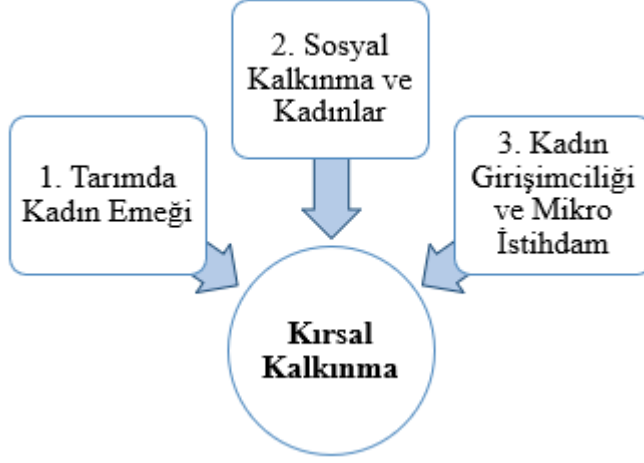 1. Tarımda
Kadın Emeği
2. Sosyal
Kalkınma ve
Kadınlar
3. Kadın
Girişimciliği
ve Mikro
İstihdam
Kırsal
Kalkınma